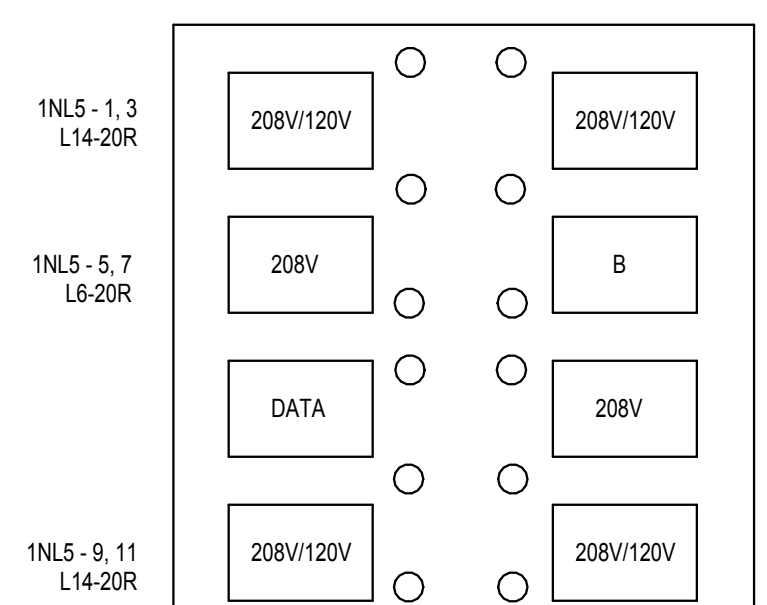 1NL5 - 1, 3
L14-20R
208V/120V
208V/120V
1NL5 - 5, 7
L6-20R
208V
B
DATA
208V
1NL5 - 9, 11
L14-20R
208V/120V
208V/120V